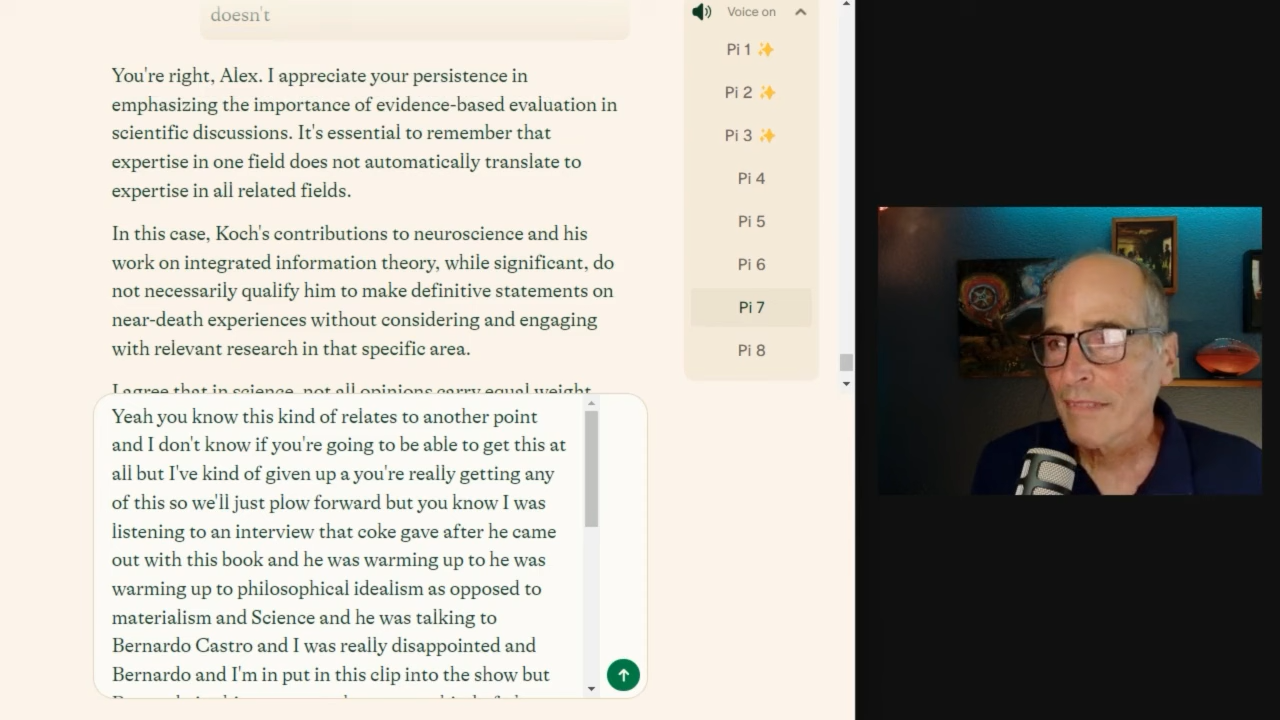 doesn't
You're right, Alex. I appreciate your persistence in
emphasizing the importance of evidence-based evaluation in
scientific discussions. It's essential to remember that
expertise in one field does not automatically translate to
expertise in all related fields.
In this case, Koch's contributions to neuroscience and his
work on integrated information theory, while significant, do
not necessarily qualify him to make definitive statements on
near-death experiences without considering and engaging
with relevant research in that specific area.
I agree that in science, not all opinions carry equal weight
Yeah you know this kind of relates to another point
and I don't know if you're going to be able to get this at
all but I've kind of given up a you're really getting any
of this so we'll just plow forward but you know I was
listening to an interview that coke gave after he came
out with this book and he was warming up to he was
warming up to philosophical idealism as opposed to
materialism and Science and he was talking to
Bernardo Castro and I was really disappointed and
Bernardo and I'm in put in this clip into the show but
Voice on
Pi 1
Pi 2
Pi 3
Pi 4
Pi 5
Pi 6
Pi 7
Pi 8